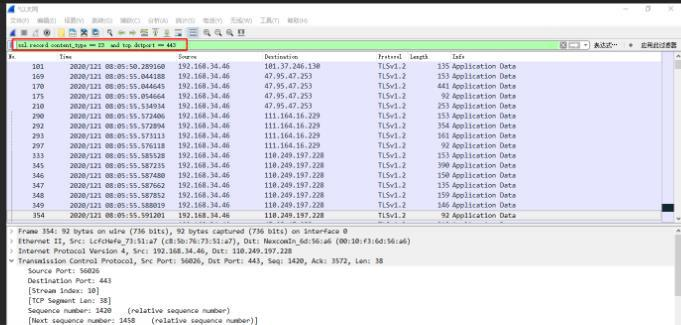 *以太网
文件(F) 编辑(E) 视图(V) 跳转(G) 捕获(C) 分析(A) 统计(S) 电话(Y) 无线(W) 工具(T) 帮助(H)
ssl.record.content_type == 23 and tcp.dstport == 443 表达式… 应用此过滤器
No. Time Source Destination Protocol Length Info
101 2020/121 08:05:50.289160 192.168.34.46 101.37.246.130 TLSv1.2 135 Application Data
169 2020/121 08:05:55.044188 192.168.34.46 47.95.47.253 TLSv1.2 153 Application Data
170 2020/121 08:05:55.044645 192.168.34.46 47.95.47.253 TLSv1.2 441 Application Data
175 2020/121 08:05:55.054664 192.168.34.46 47.95.47.253 TLSv1.2 92 Application Data
210 2020/121 08:05:55.534934 192.168.34.46 47.95.47.253 TLSv1.2 253 Application Data
290 2020/121 08:05:55.572406 192.168.34.46 111.164.16.229 TLSv1.2 153 Application Data
292 2020/121 08:05:55.572894 192.168.34.46 111.164.16.229 TLSv1.2 354 Application Data
293 2020/121 08:05:55.573113 192.168.34.46 111.164.16.229 TLSv1.2 161 Application Data
297 2020/121 08:05:55.576176 192.168.34.46 111.164.16.229 TLSv1.2 92 Application Data
333 2020/121 08:05:55.585528 192.168.34.46 110.249.197.228 TLSv1.2 153 Application Data
345 2020/121 08:05:55.587235 192.168.34.46 110.249.197.228 TLSv1.2 390 Application Data
346 2020/121 08:05:55.587480 192.168.34.46 110.249.197.228 TLSv1.2 150 Application Data
347 2020/121 08:05:55.587662 192.168.34.46 110.249.197.228 TLSv1.2 135 Application Data
348 2020/121 08:05:55.587852 192.168.34.46 110.249.197.228 TLSv1.2 159 Application Data
349 2020/121 08:05:55.588019 192.168.34.46 110.249.197.228 TLSv1.2 146 Application Data
354 2020/121 08:05:55.591201 192.168.34.46 110.249.197.228 TLSv1.2 92 Application Data
Frame 354: 92 bytes on wire (736 bits), 92 bytes captured (736 bits) on interface 0
Ethernet II, Src: LcfcHefe_73:51:a7 (c8:5b:76:73:51:a7), Dst: NexcomIn_6d:56:a6 (00:10:f3:6d:56:a6)
Internet Protocol Version 4, Src: 192.168.34.46, Dst: 110.249.197.228
Transmission Control Protocol, Src Port: 56026, Dst Port: 443, Seq: 1420, Ack: 3572, Len: 38
Source Port: 56026
Destination Port: 443
[Stream index: 10]
[TCP Segment Len: 38]
Sequence number: 1420 (relative sequence number)
[Next sequence number: 1458 (relative sequence number)]